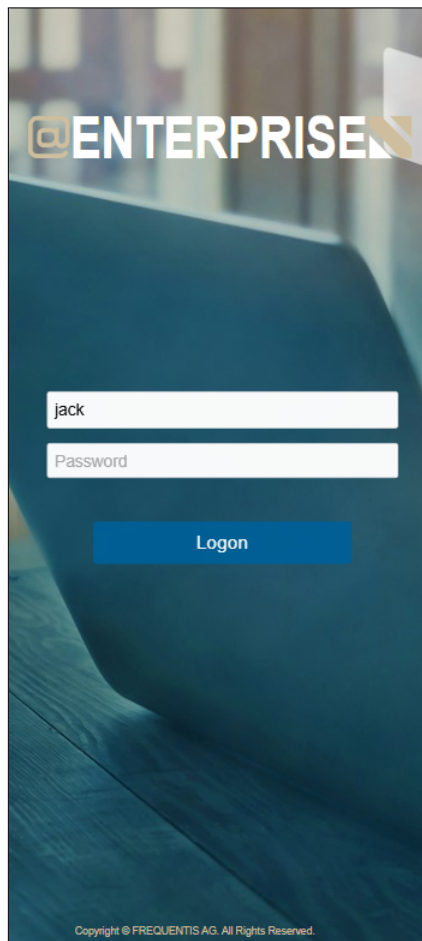 @ENTERPRISE
jack
Password
Logon
Copyright © FREQUENTIS AG. All Rights Reserved.